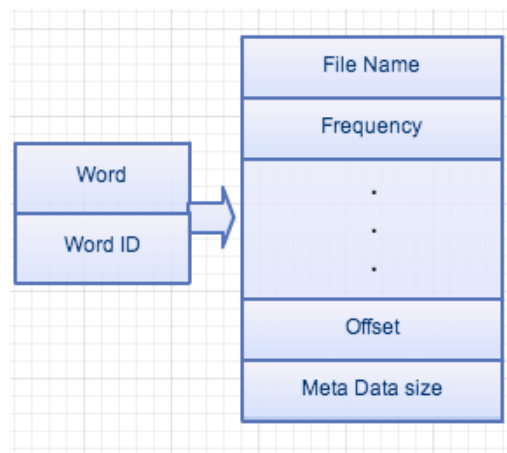 Word
Word ID
File Name
Frequency
.
.
.
Offset
Meta Data size